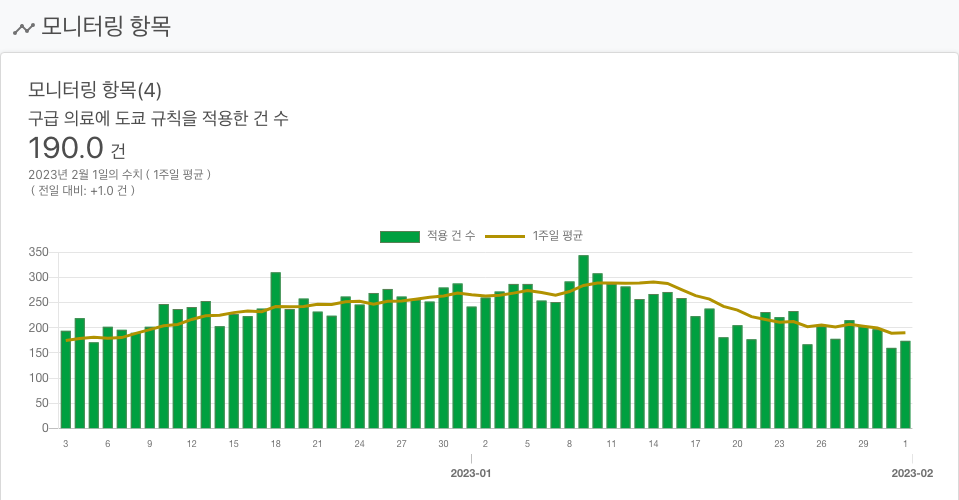 모니터링 항목
모니터링 항목(4)
구급 의료에 도쿄 규칙을 적용한 건 수
190.0 건
2023년 2월 1일의 수치 ( 1주일 평균 )
( 전일 대비: +1.0 건 )
적용 건 수 1주일 평균
350
300
250
200
150
100
50
0
3 6 9 12 15 18 21 24 27 30 2 5 8 11 14 17 20 23 26 29 1
2023-01 2023-02